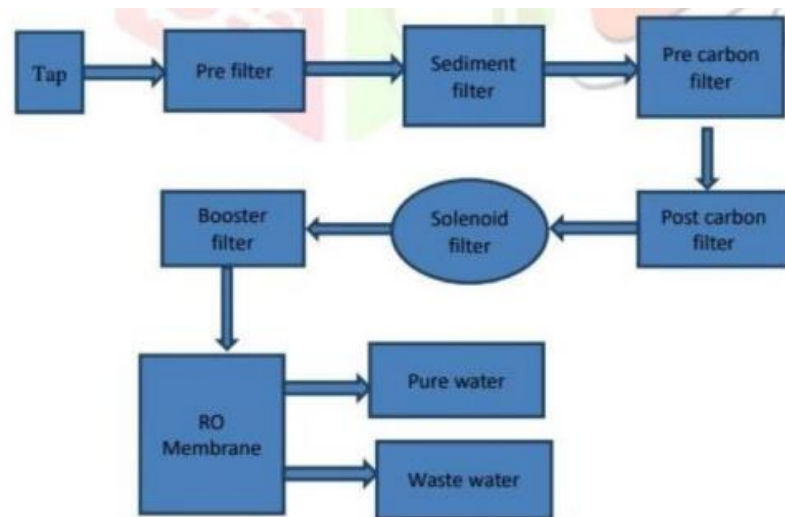 Tap
Pre filter
Sediment
filter
Pre carbon
filter
Post carbon
filter
Solenoid
filter
Booster
filter
RO
Membrane
Pure water
Waste water